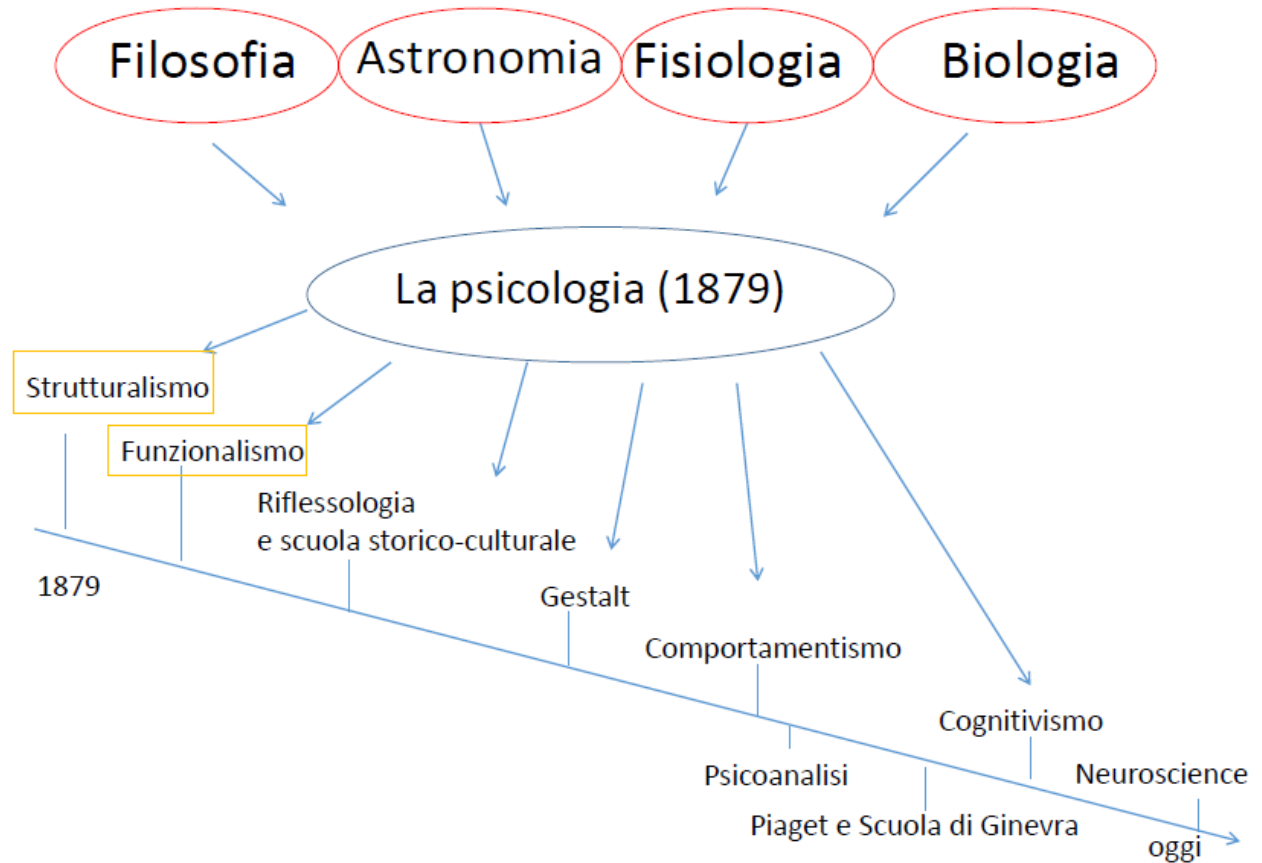 Filosofia
Astronomia
Fisiologia
Biologia
La psicologia (1879)
Strutturalismo
Funzionalismo
Riflessologia
e scuola storico-culturale
1879
Gestalt
Comportamentismo
Cognitivismo
Psicoanalisi
Neuroscience
Piaget e Scuola di Ginevra
oggi